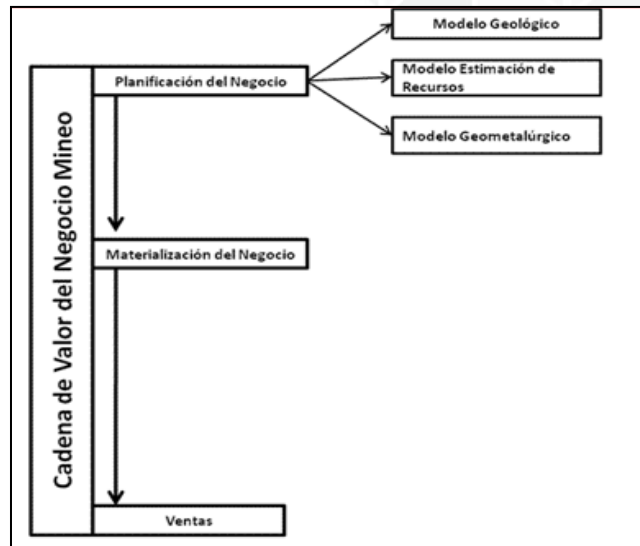 Cadena de Valor del Negocio Mineo
Planificación del Negocio
Modelo Geológico
Modelo Estimación de
Recursos
Modelo Geometalúrgico
Materialización del Negocio
Ventas